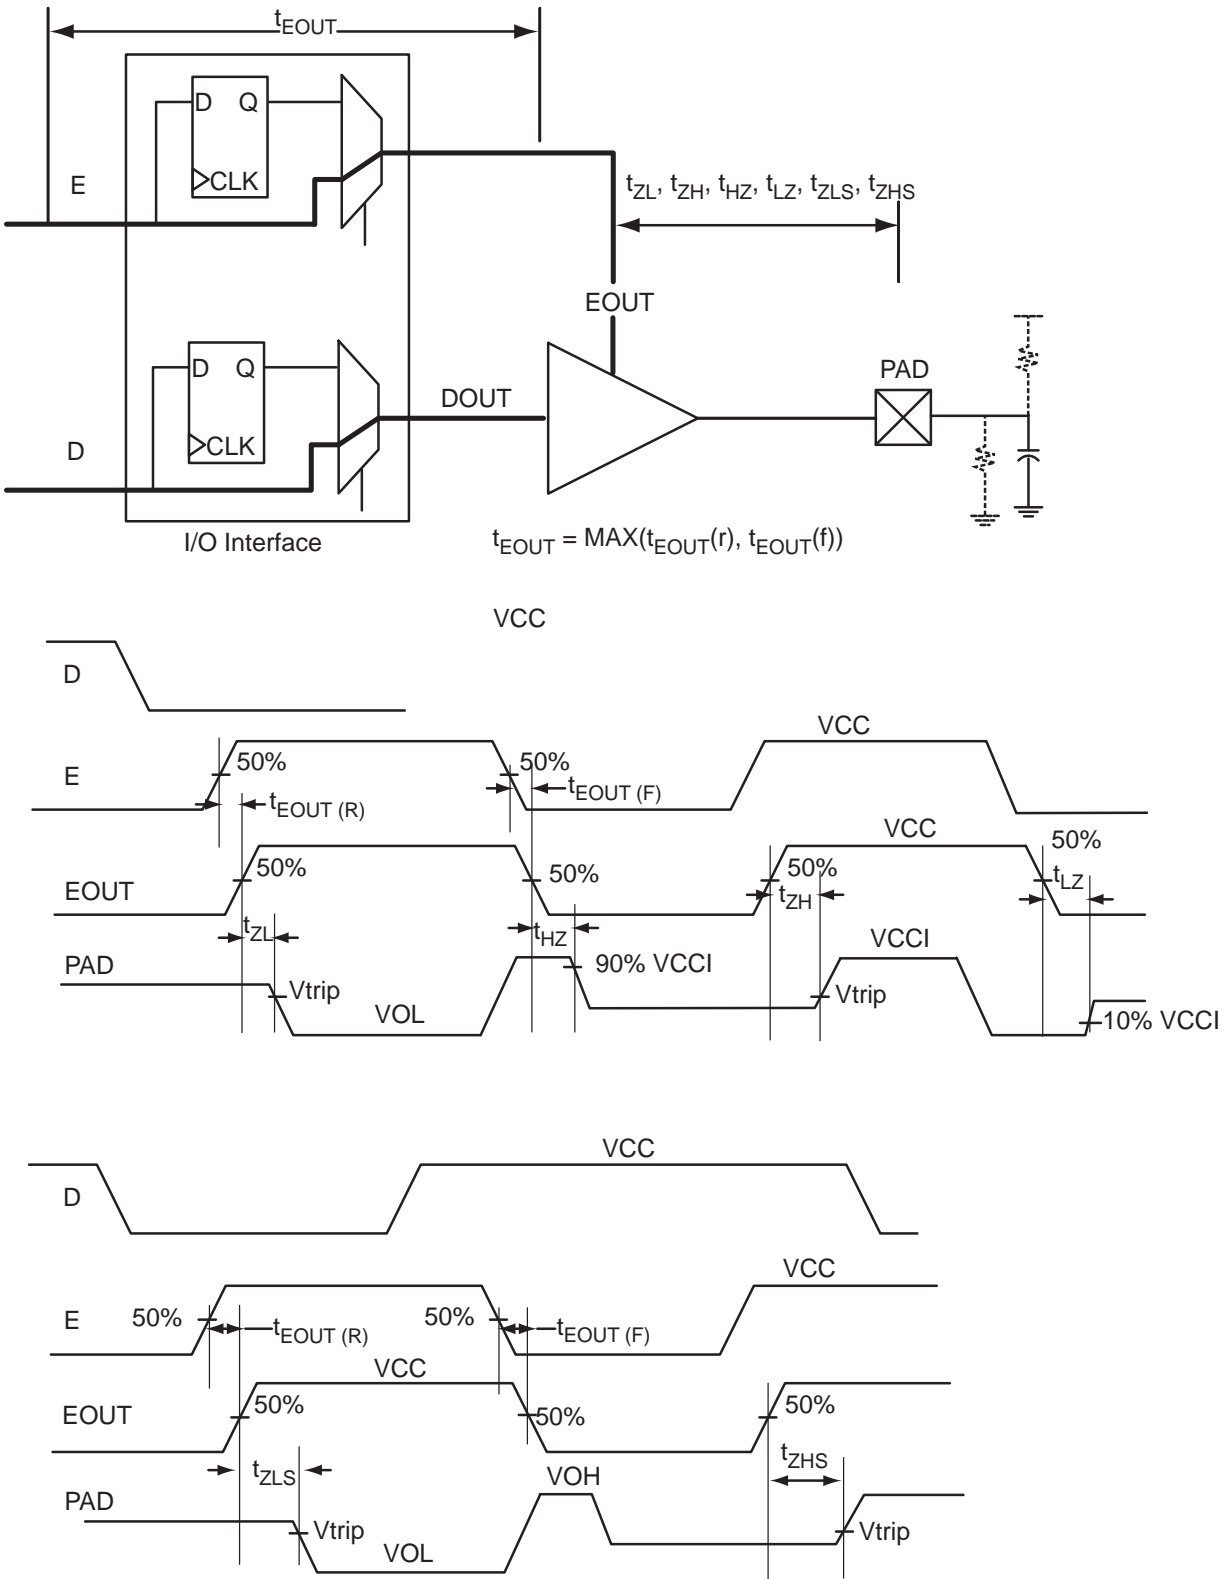 tEOUT
D Q
CLK
E
tZL, tZH, tHZ, tLZ, tZLS, tZHS
EOUT
D Q
CLK
D
DOUT
PAD
I/O Interface
tEOUT = MAX(tEOUT(r), tEOUT(f))
VCC
D
VCC
E
50%
50%
tEOUT (R)
tEOUT (F)
VCC
50%
EOUT
50%
50%
50%
tZH
tLZ
tZL
tHZ
VCCI
PAD
90% VCCI
Vtrip
Vtrip
VOL
10% VCCI
VCC
D
VCC
E
50%
tEOUT (R)
50%
tEOUT (F)
VCC
EOUT
50%
50%
50%
tZLS
tZHS
VOH
PAD
Vtrip
Vtrip
VOL